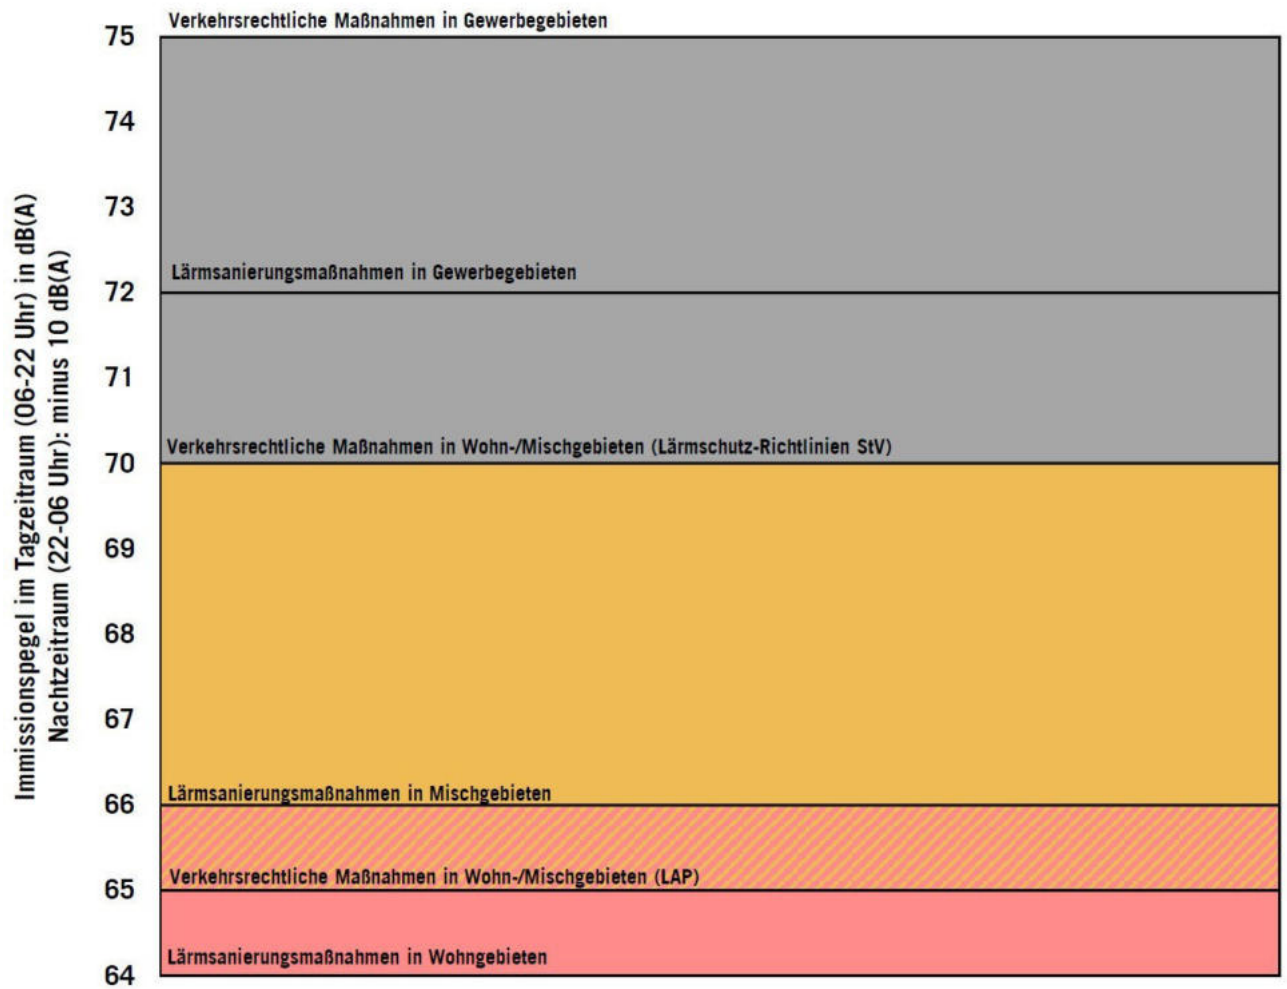 Verkehrsrechtliche Maßnahmen in Gewerbegebieten
75
74
73
Lärmsanierungsmaßnahmen in Gewerbegebieten
72
71
Verkehrsrechtliche Maßnahmen in Wohn-/Mischgebieten (Lärmschutz-Richtlinien StV)
70
69
68
67
Lärmsanierungsmaßnahmen in Mischgebieten
66
Verkehrsrechtliche Maßnahmen in Wohn-/Mischgebieten (LAP)
65
Lärmsanierungsmaßnahmen in Wohngebieten
64
Immissionspegel im Tagzeitraum (06-22 Uhr) in dB(A)
Nachtzeitraum (22-06 Uhr): minus 10 dB(A)